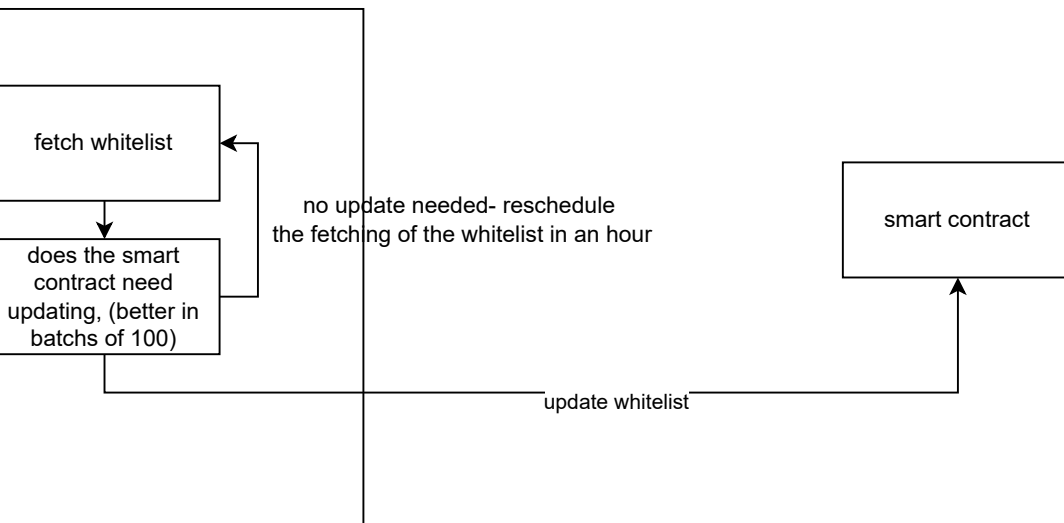 fetch whitelist
does the smart
contract need
updating, (better in
batchs of 100)
no update needed- reschedule
the fetching of the whitelist in an hour
smart contract
update whitelist